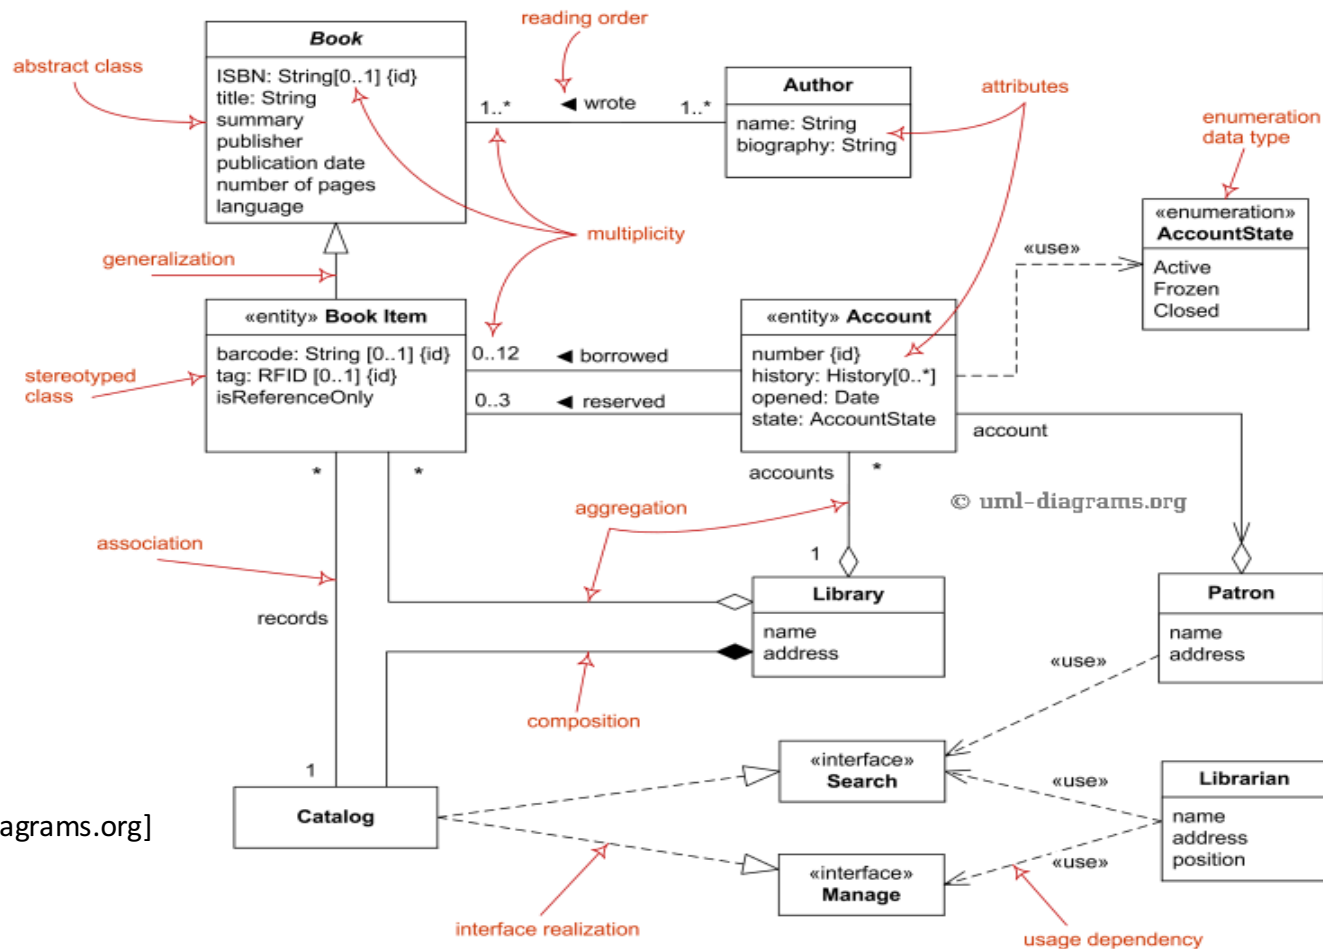 reading order
Book
abstract class
ISBN: String[0..1] {id}
title: String
summary
publisher
publication date
number of pages
language
1..*
◄ wrote
1..*
Author
name: String
biography: String
attributes
enumeration
data type
«enumeration»
AccountState
Active
Frozen
Closed
«use»
multiplicity
generalization
«entity» Book Item
barcode: String [0..1] {id}
tag: RFID [0..1] {id}
isReferenceOnly
stereotyped
class
0..12
◄ borrowed
0..3
◄ reserved
«entity» Account
number {id}
history: History[0..*]
opened: Date
state: AccountState
account
*
*
accounts
*
© uml-diagrams.org
aggregation
association
1
records
Library
name
address
Patron
name
address
«use»
composition
1
Catalog
agrams.org]
«interface»
Search
«use»
Librarian
name
address
position
«use»
«interface»
Manage
interface realization
usage dependency